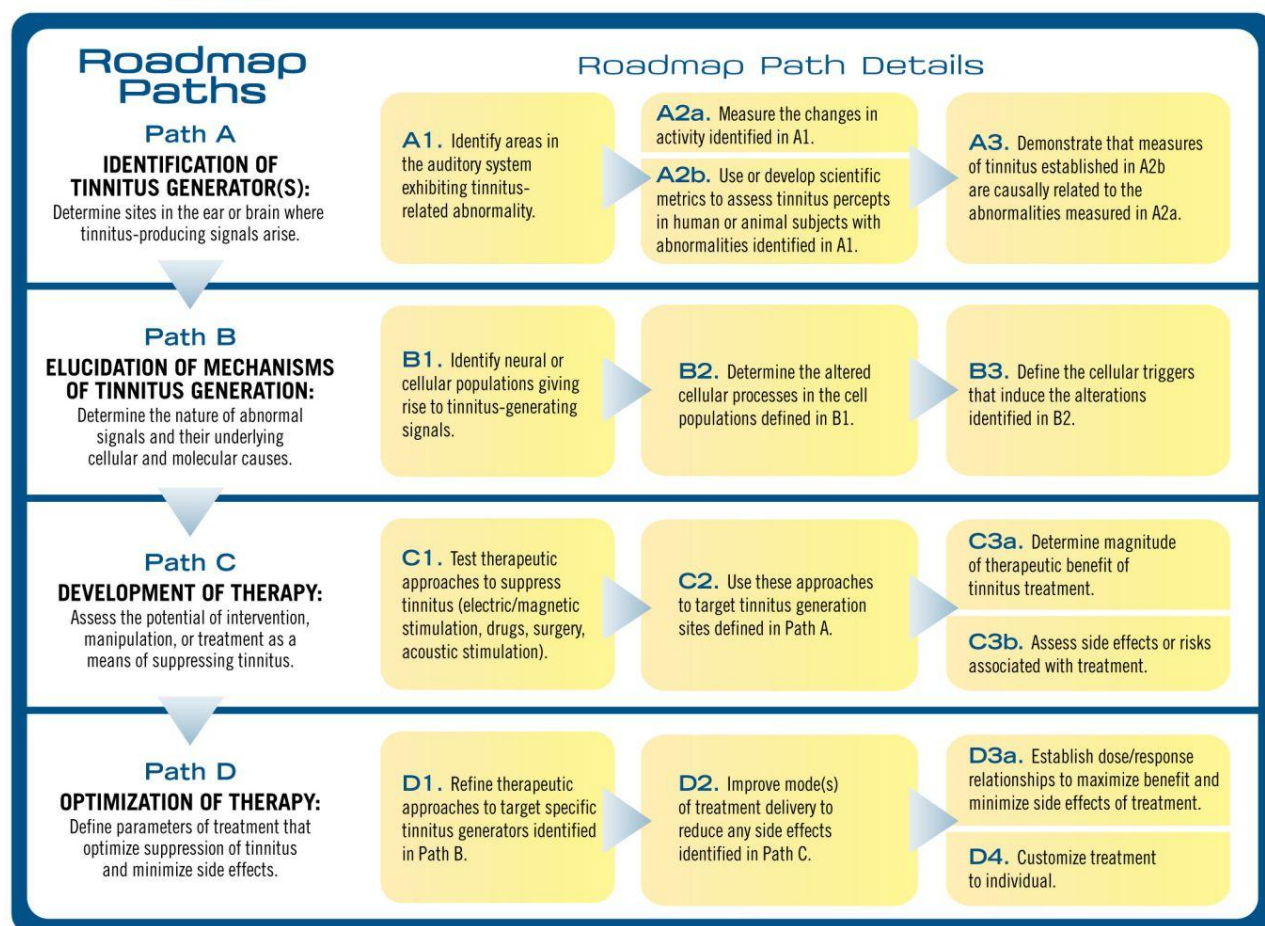 Roadmap
Paths
Roadmap Path Details
Path A
IDENTIFICATION OF
TINNITUS GENERATOR(S):
Determine sites in the ear or brain where
tinnitus-producing signals arise.
A1. Identify areas in
the auditory system
exhibiting tinnitus-
related abnormality.
A2a. Measure the changes in
activity identified in A1.
A2b. Use or develop scientific
metrics to assess tinnitus percepts
in human or animal subjects with
abnormalities identified in A1.
A3. Demonstrate that measures
of tinnitus established in A2b
are causally related to the
abnormalities measured in A2a.
Path B
ELUCIDATION OF MECHANISMS
OF TINNITUS GENERATION:
Determine the nature of abnormal
signals and their underlying
cellular and molecular causes.
B1. Identify neural or
cellular populations giving
rise to tinnitus-generating
signals.
B2. Determine the altered
cellular processes in the cell
populations defined in B1.
B3. Define the cellular triggers
that induce the alterations
identified in B2.
Path C
DEVELOPMENT OF THERAPY:
Assess the potential of intervention,
manipulation, or treatment as a
means of suppressing tinnitus.
C1. Test therapeutic
approaches to suppress
tinnitus (electric/magnetic
stimulation, drugs, surgery,
acoustic stimulation).
C2. Use these approaches
to target tinnitus generation
sites defined in Path A.
C3a. Determine magnitude
of therapeutic benefit of
tinnitus treatment.
C3b. Assess side effects or risks
associated with treatment.
Path D
OPTIMIZATION OF THERAPY:
Define parameters of treatment that
optimize suppression of tinnitus
and minimize side effects.
D1. Refine therapeutic
approaches to target specific
tinnitus generators identified
in Path B.
D2. Improve mode(s)
of treatment delivery to
reduce any side effects
identified in Path C.
D3a. Establish dose/response
relationships to maximize benefit and
minimize side effects of treatment.
D4. Customize treatment
to individual.